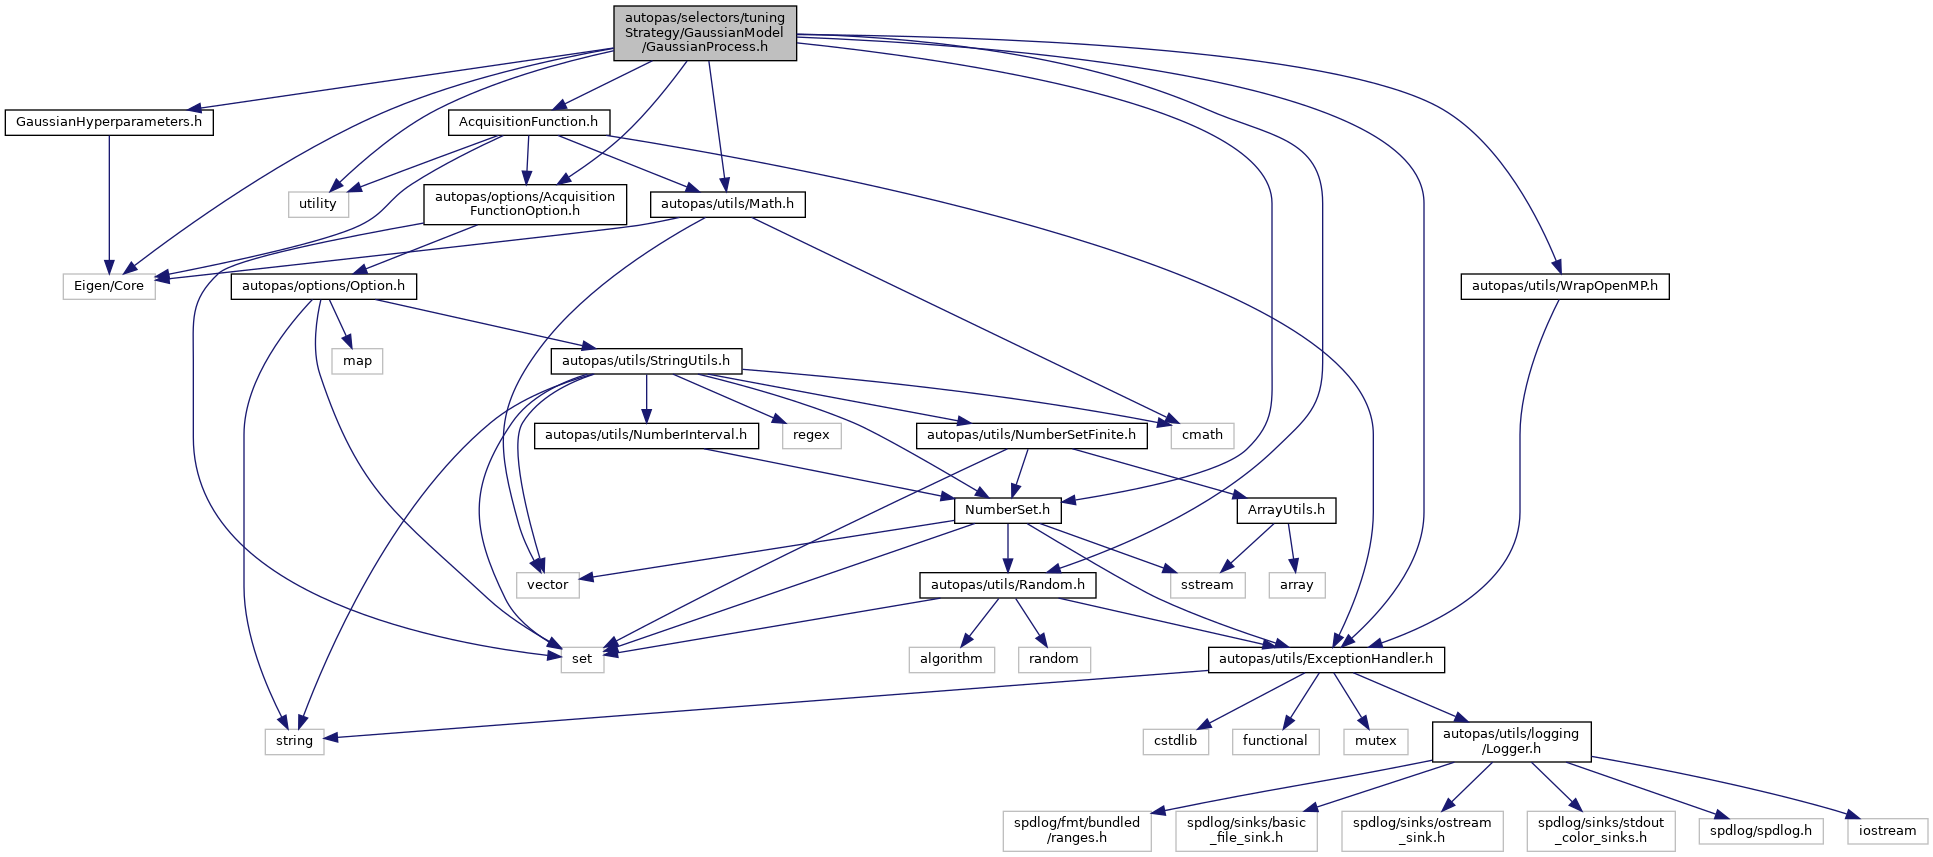 autopas/selectors/tuning
Strategy/GaussianModel
/GaussianProcess.h
GaussianHyperparameters.h
AcquisitionFunction.h
utility
autopas/options/Acquisition
FunctionOption.h
autopas/utils/Math.h
Eigen/Core
autopas/options/Option.h
autopas/utils/WrapOpenMP.h
map
autopas/utils/StringUtils.h
autopas/utils/NumberInterval.h
regex
autopas/utils/NumberSetFinite.h
cmath
NumberSet.h
ArrayUtils.h
vector
autopas/utils/Random.h
sstream
array
set
algorithm
random
autopas/utils/ExceptionHandler.h
string
cstdlib
functional
mutex
autopas/utils/logging
/Logger.h
spdlog/fmt/bundled
/ranges.h
spdlog/sinks/basic
_file_sink.h
spdlog/sinks/ostream
_sink.h
spdlog/sinks/stdout
_color_sinks.h
spdlog/spdlog.h
iostream